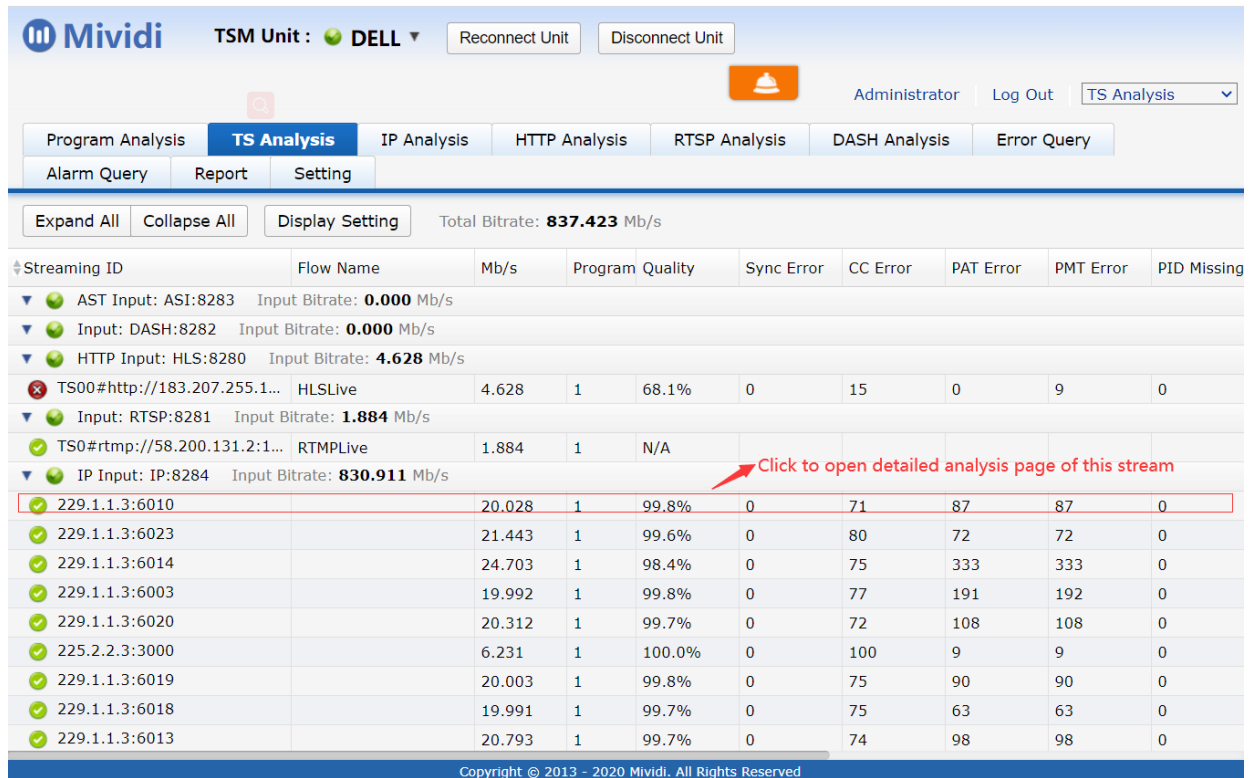 Mividi TSM Unit : DELL ▼ Reconnect Unit Disconnect Unit
Administrator Log Out TS Analysis
Program Analysis TS Analysis IP Analysis HTTP Analysis RTSP Analysis DASH Analysis Error Query
Alarm Query Report Setting
Expand All Collapse All Display Setting Total Bitrate: 837.423 Mb/s
Streaming ID Flow Name Mb/s Program Quality Sync Error CC Error PAT Error PMT Error PID Missing
AST Input: ASI:8283 Input Bitrate: 0.000 Mb/s
Input: DASH:8282 Input Bitrate: 0.000 Mb/s
HTTP Input: HLS:8280 Input Bitrate: 4.628 Mb/s
TS00#http://183.207.255.1... HLSLive 4.628 1 68.1% 0 15 0 9 0
Input: RTSP:8281 Input Bitrate: 1.884 Mb/s
TS0#rtmp://58.200.131.2:1... RTMPLive 1.884 1 N/A
Click to open detailed analysis page of this stream
IP Input: IP:8284 Input Bitrate: 830.911 Mb/s
229.1.1.3:6010 20.028 1 99.8% 0 71 87 87 0
229.1.1.3:6023 21.443 1 99.6% 0 80 72 72 0
229.1.1.3:6014 24.703 1 98.4% 0 75 333 333 0
229.1.1.3:6003 19.992 1 99.8% 0 77 191 192 0
229.1.1.3:6020 20.312 1 99.7% 0 72 108 108 0
225.2.2.3:3000 6.231 1 100.0% 0 100 9 9 0
229.1.1.3:6019 20.003 1 99.8% 0 75 90 90 0
229.1.1.3:6018 19.991 1 99.7% 0 75 63 63 0
229.1.1.3:6013 20.793 1 99.7% 0 74 98 98 0
Copyright © 2013 - 2020 Mividi. All Rights Reserved